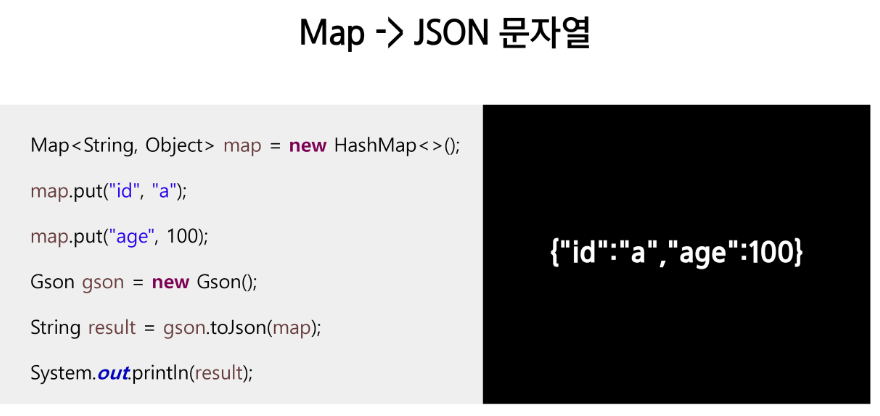 Map -> JSON 문자열
Map<String, Object> map = new HashMap<>();
map.put("id", "a");
map.put("age", 100);
Gson gson = new Gson();
String result = gson.toJson(map);
System.out.println(result);
{"id":"a","age":100}